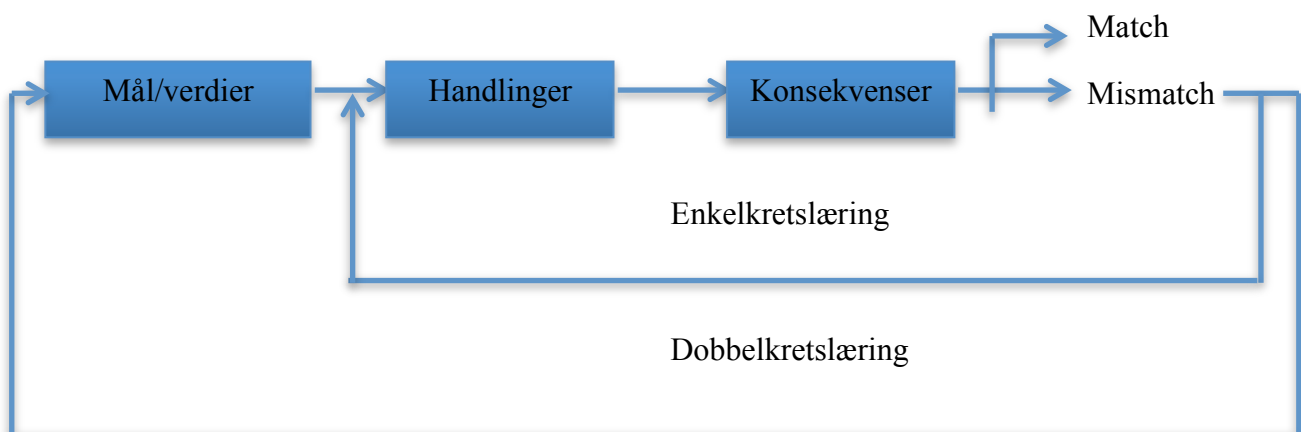 Match
Mål/verdier
Handlinger
Konsekvenser
Mismatch
Enkelkretslæring
Dobbelkretslæring